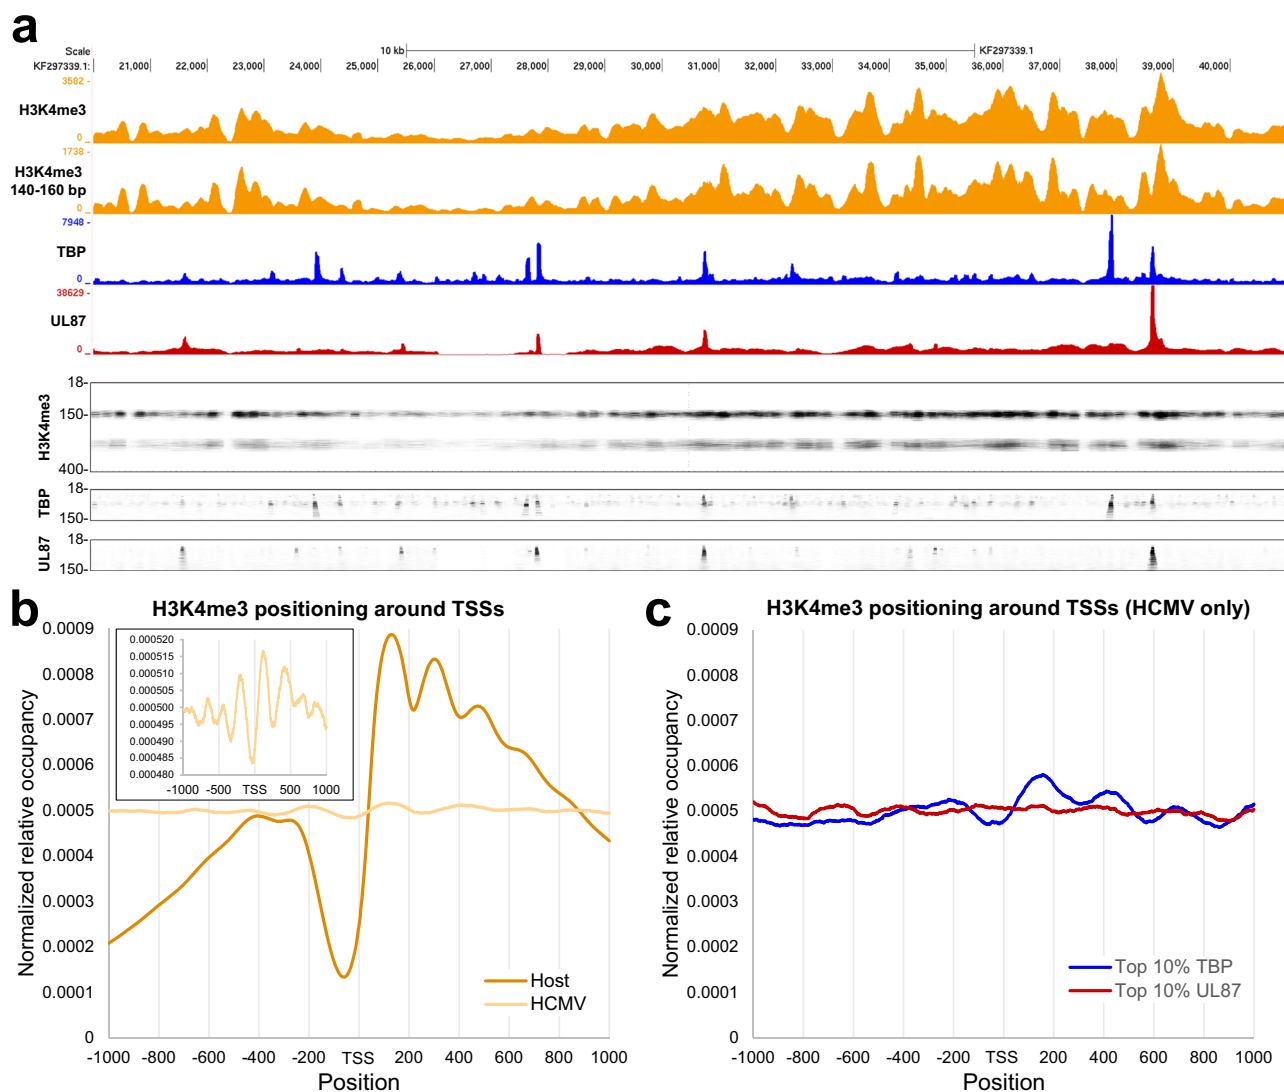 a
Scale
10 kb
KF297339.1
KF297339.1:
21,000
22,000
23,000
24,000
25,000
26,000
27,000
28,000
29,000
30,000
31,000
32,000
33,000
34,000
35,000
36,000
37,000
38,000
39,000
40,000
3582 -
H3K4me3
0
1738 -
H3K4me3
140-160 bp
0
7948 -
TBP
0
38629 -
UL87
0
18-
H3K4me3
150-
400-
18-
TBP
150-
18-
UL87
150-
b
H3K4me3 positioning around TSSs
Normalized relative occupancy
0.0009
0.0008
0.0007
0.0006
0.0005
0.0004
0.0003
0.0002
0.0001
0
0.000520
0.000515
0.000510
0.000505
0.000500
0.000495
0.000490
0.000485
0.000480
-1000 -500 TSS 500 1000
Host
HCMV
-1000 -800 -600 -400 -200 TSS 200 400 600 800 1000
Position
c
H3K4me3 positioning around TSSs (HCMV only)
Normalized relative occupancy
0.0009
0.0008
0.0007
0.0006
0.0005
0.0004
0.0003
0.0002
0.0001
0
Top 10% TBP
Top 10% UL87
-1000 -800 -600 -400 -200 TSS 200 400 600 800 1000
Position